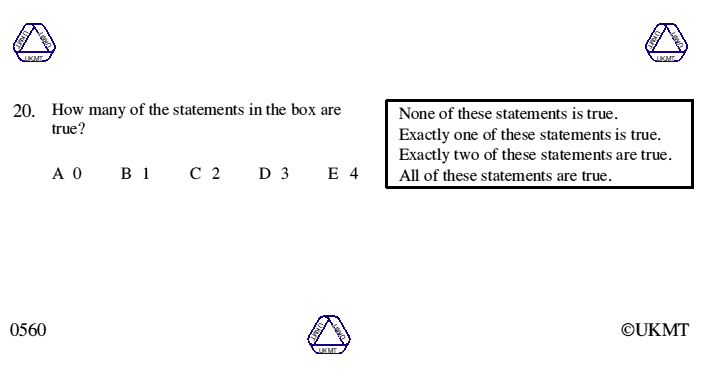 UKMT UKMT UKMT
UKMT UKMT UKMT
20. How many of the statements in the box are
true?
A 0 B 1 C 2 D 3 E 4
None of these statements is true.
Exactly one of these statements is true.
Exactly two of these statements are true.
All of these statements are true.
0560
UKMT UKMT UKMT
©UKMT